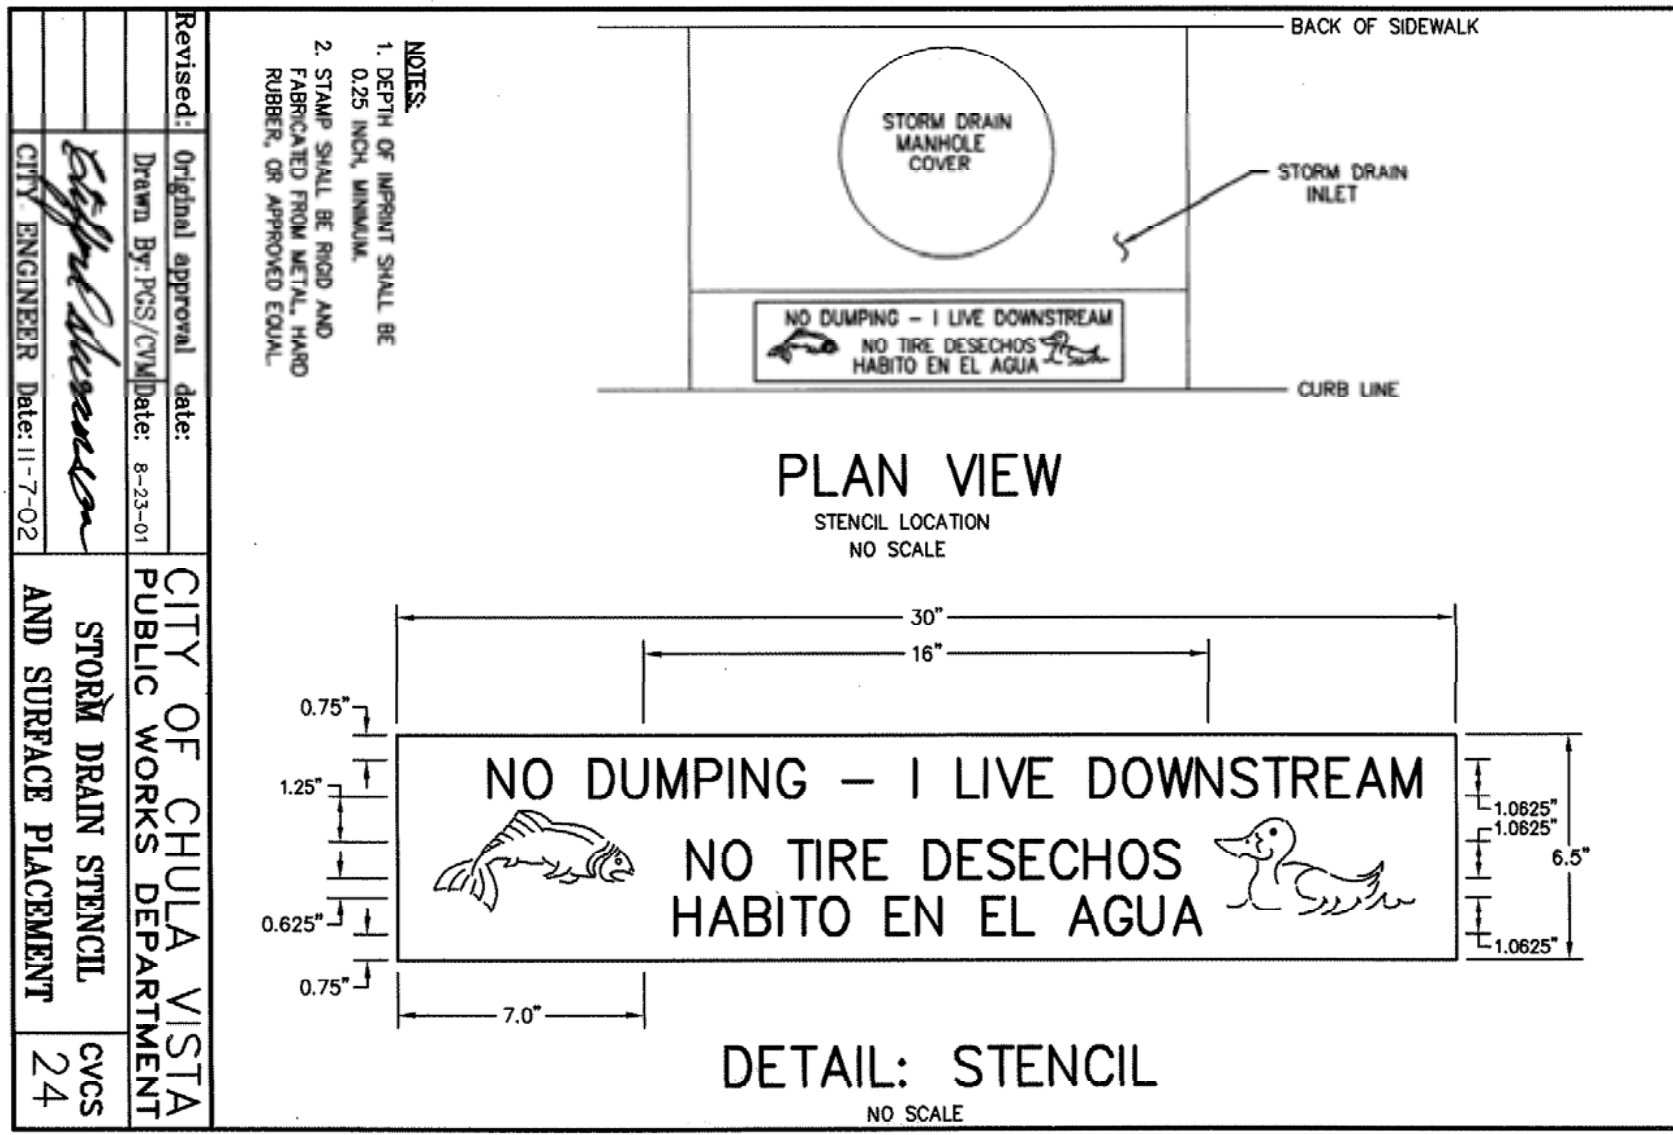 BACK OF SIDEWALK
STORM DRAIN
MANHOLE
COVER
STORM DRAIN
INLET
NO DUMPING - I LIVE DOWNSTREAM
NO TIRE DESECHOS
HABITO EN EL AGUA
CURB LINE
PLAN VIEW
STENCIL LOCATION
NO SCALE
NOTES:
1. DEPTH OF IMPRINT SHALL BE
0.25 INCH, MINIMUM.
2. STAMP SHALL BE RIGID AND
FABRICATED FROM METAL, HARD
RUBBER, OR APPROVED EQUAL.
30"
16"
0.75"
1.25"
0.625"
0.75"
7.0"
NO DUMPING - I LIVE DOWNSTREAM
NO TIRE DESECHOS
HABITO EN EL AGUA
1.0625"
1.0625"
6.5"
1.0625"
DETAIL: STENCIL
NO SCALE
Revised:
Original approval date:
Drawn By: PGS/CVM Date: 8-23-01
CITY ENGINEER Date: 11-7-02
CITY OF CHULA VISTA
PUBLIC WORKS DEPARTMENT
STORM DRAIN STENCIL
AND SURFACE PLACEMENT
CVCS
24